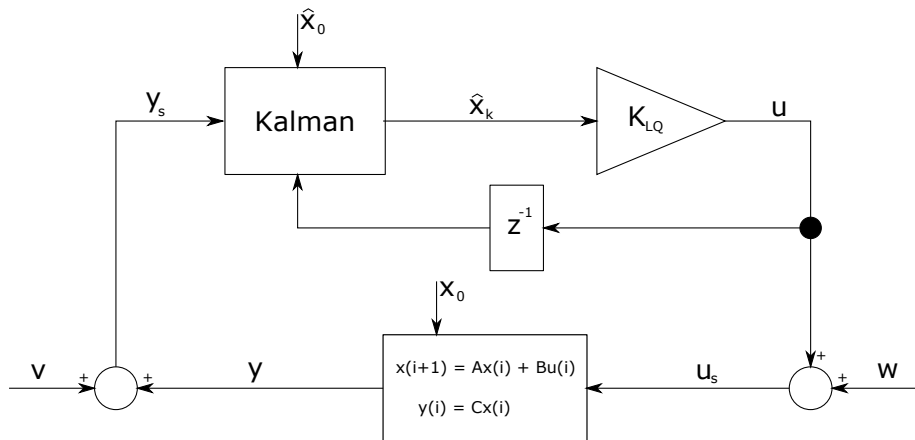 x̂₀
yₛ
Kalman
x̂ₖ
K_LQ
u
z⁻¹
x₀
v
+
+
y
x(i+1) = Ax(i) + Bu(i)
y(i) = Cx(i)
uₛ
+
+
w